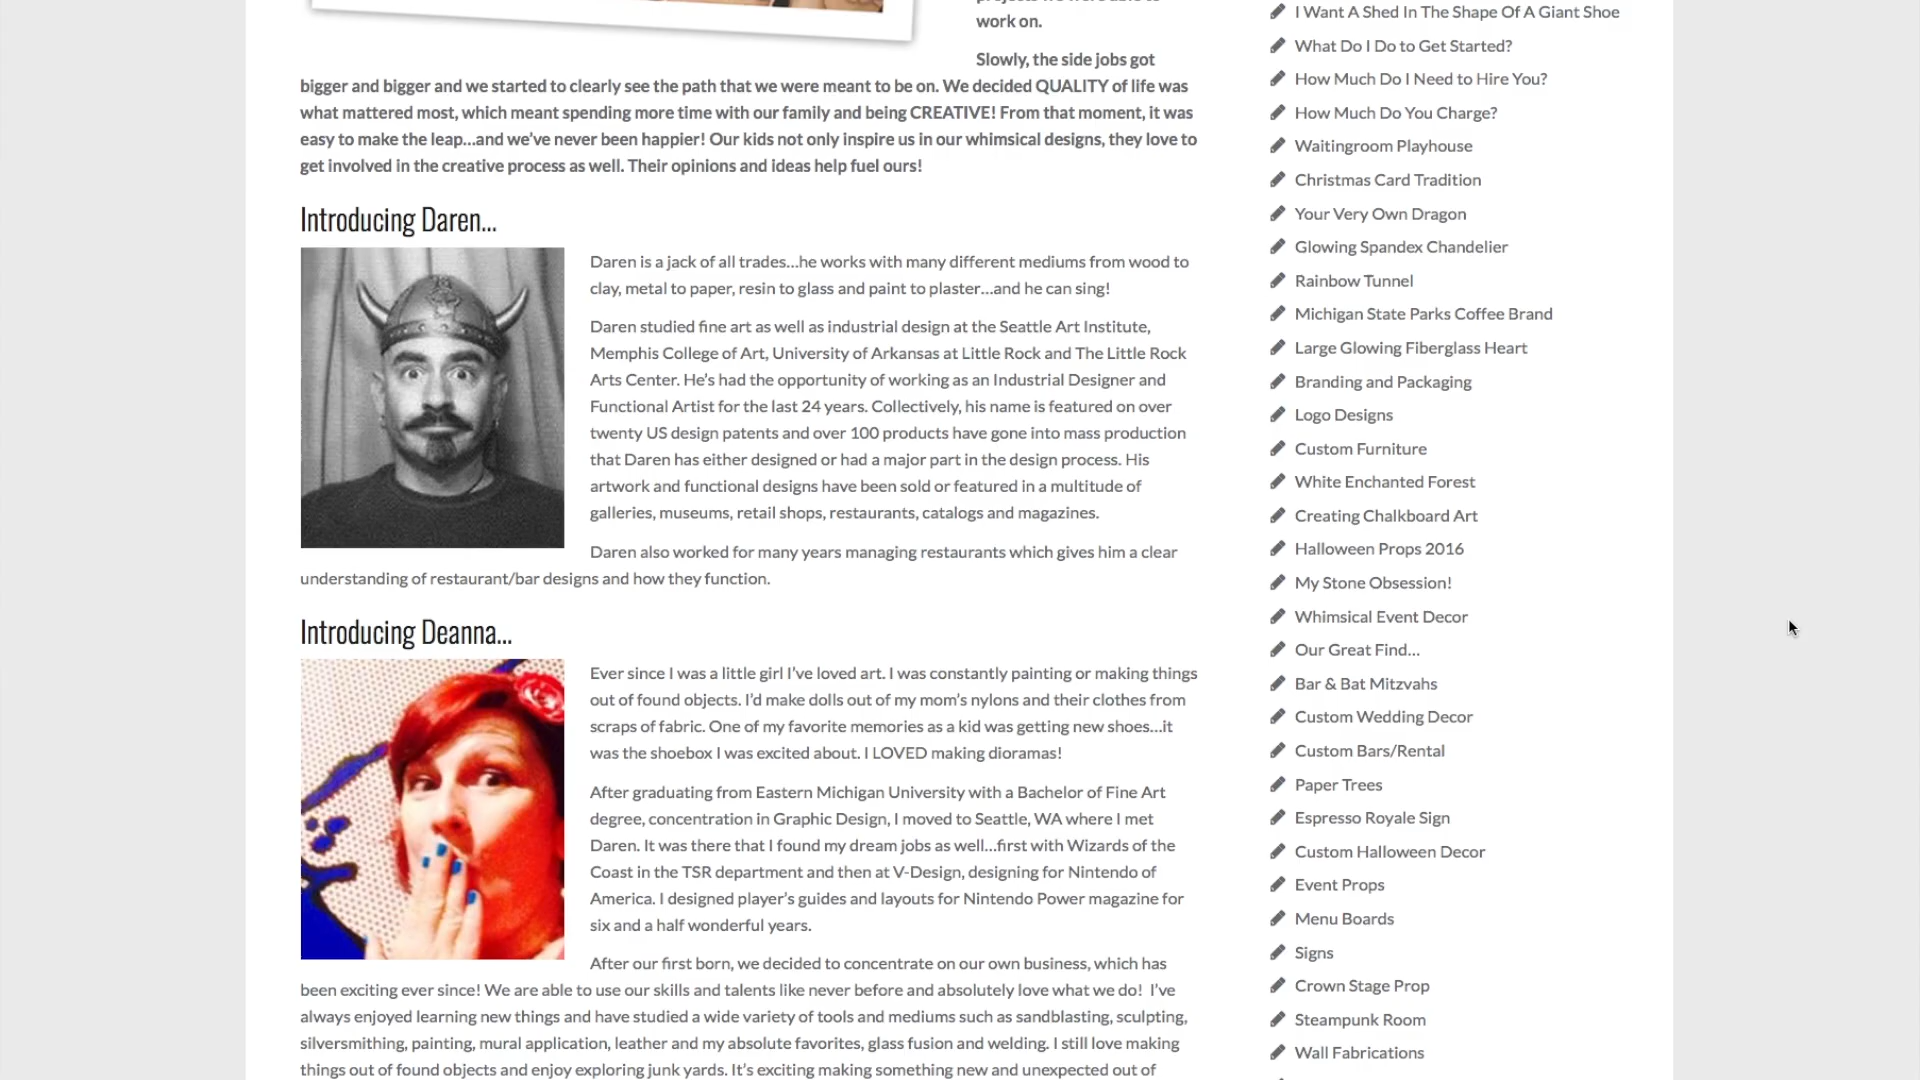 work on.
Slowly, the side jobs got
bigger and bigger and we started to clearly see the path that we were meant to be on. We decided QUALITY of life was
what mattered most, which meant spending more time with our family and being CREATIVE! From that moment, it was
easy to make the leap…and we’ve never been happier! Our kids not only inspire us in our whimsical designs, they love to
get involved in the creative process as well. Their opinions and ideas help fuel ours!
Introducing Daren…
Daren is a jack of all trades…he works with many different mediums from wood to
clay, metal to paper, resin to glass and paint to plaster…and he can sing!
Daren studied fine art as well as industrial design at the Seattle Art Institute,
Memphis College of Art, University of Arkansas at Little Rock and The Little Rock
Arts Center. He’s had the opportunity of working as an Industrial Designer and
Functional Artist for the last 24 years. Collectively, his name is featured on over
twenty US design patents and over 100 products have gone into mass production
that Daren has either designed or had a major part in the design process. His
artwork and functional designs have been sold or featured in a multitude of
galleries, museums, retail shops, restaurants, catalogs and magazines.
Daren also worked for many years managing restaurants which gives him a clear
understanding of restaurant/bar designs and how they function.
Introducing Deanna…
Ever since I was a little girl I’ve loved art. I was constantly painting or making things
out of found objects. I’d make dolls out of my mom’s nylons and their clothes from
scraps of fabric. One of my favorite memories as a kid was getting new shoes…it
was the shoebox I was excited about. I LOVED making dioramas!
After graduating from Eastern Michigan University with a Bachelor of Fine Art
degree, concentration in Graphic Design, I moved to Seattle, WA where I met
Daren. It was there that I found my dream jobs as well…first with Wizards of the
Coast in the TSR department and then at V-Design, designing for Nintendo of
America. I designed player’s guides and layouts for Nintendo Power magazine for
six and a half wonderful years.
After our first born, we decided to concentrate on our own business, which has
been exciting ever since! We are able to use our skills and talents like never before and absolutely love what we do! I’ve
always enjoyed learning new things and have studied a wide variety of tools and mediums such as sandblasting, sculpting,
silversmithing, painting, mural application, leather and my absolute favorites, glass fusion and welding. I still love making
things out of found objects and enjoy exploring junk yards. It’s exciting making something new and unexpected out of
I Want A Shed In The Shape Of A Giant Shoe
What Do I Do to Get Started?
How Much Do I Need to Hire You?
How Much Do You Charge?
Waitingroom Playhouse
Christmas Card Tradition
Your Very Own Dragon
Glowing Spandex Chandelier
Rainbow Tunnel
Michigan State Parks Coffee Brand
Large Glowing Fiberglass Heart
Branding and Packaging
Logo Designs
Custom Furniture
White Enchanted Forest
Creating Chalkboard Art
Halloween Props 2016
My Stone Obsession!
Whimsical Event Decor
Our Great Find…
Bar & Bat Mitzvahs
Custom Wedding Decor
Custom Bars/Rental
Paper Trees
Espresso Royale Sign
Custom Halloween Decor
Event Props
Menu Boards
Signs
Crown Stage Prop
Steampunk Room
Wall Fabrications